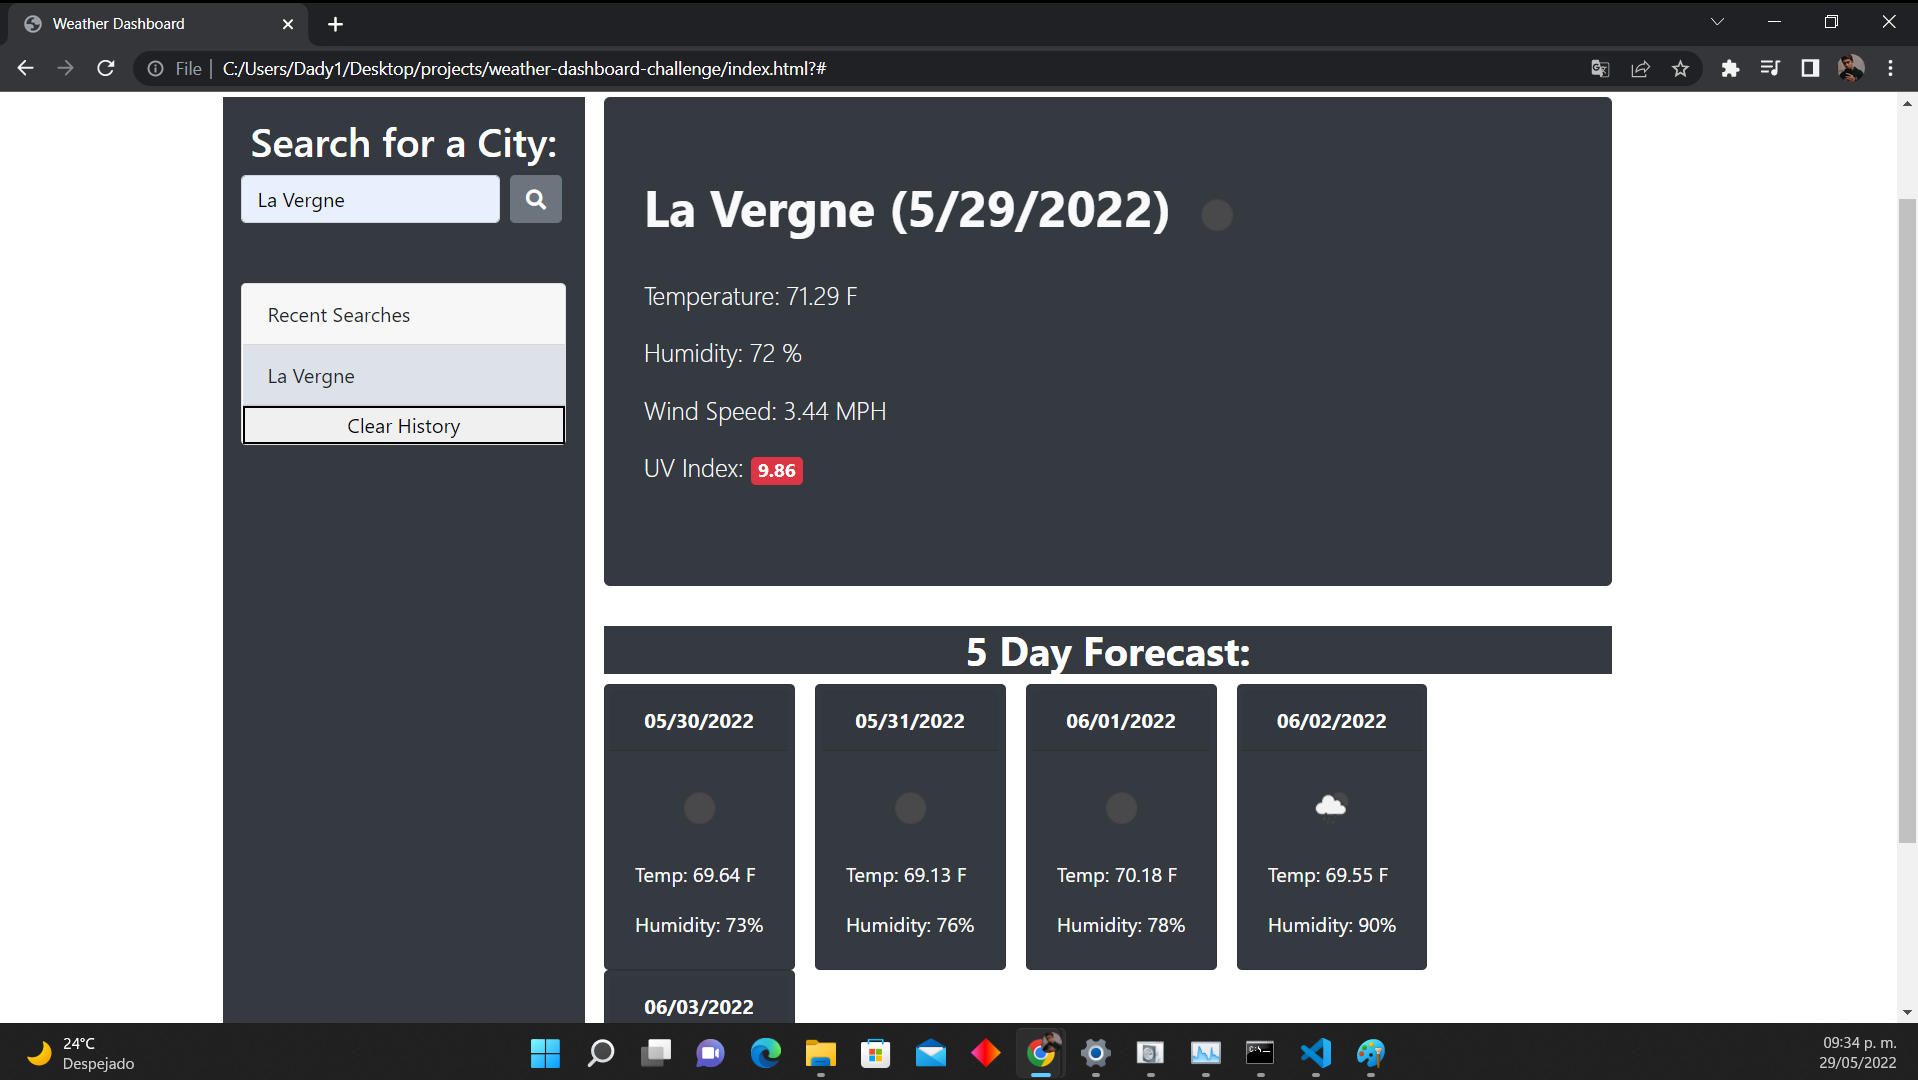 Weather Dashboard
File
C:/Users/Dady1/Desktop/projects/weather-dashboard-challenge/index.html?#
Search for a City:
La Vergne
Recent Searches
La Vergne
Clear History
La Vergne (5/29/2022)
Temperature: 71.29 F
Humidity: 72 %
Wind Speed: 3.44 MPH
UV Index: 9.86
5 Day Forecast:
05/30/2022
Temp: 69.64 F
Humidity: 73%
05/31/2022
Temp: 69.13 F
Humidity: 76%
06/01/2022
Temp: 70.18 F
Humidity: 78%
06/02/2022
Temp: 69.55 F
Humidity: 90%
06/03/2022
24°C
Despejado
09:34 p. m.
29/05/2022